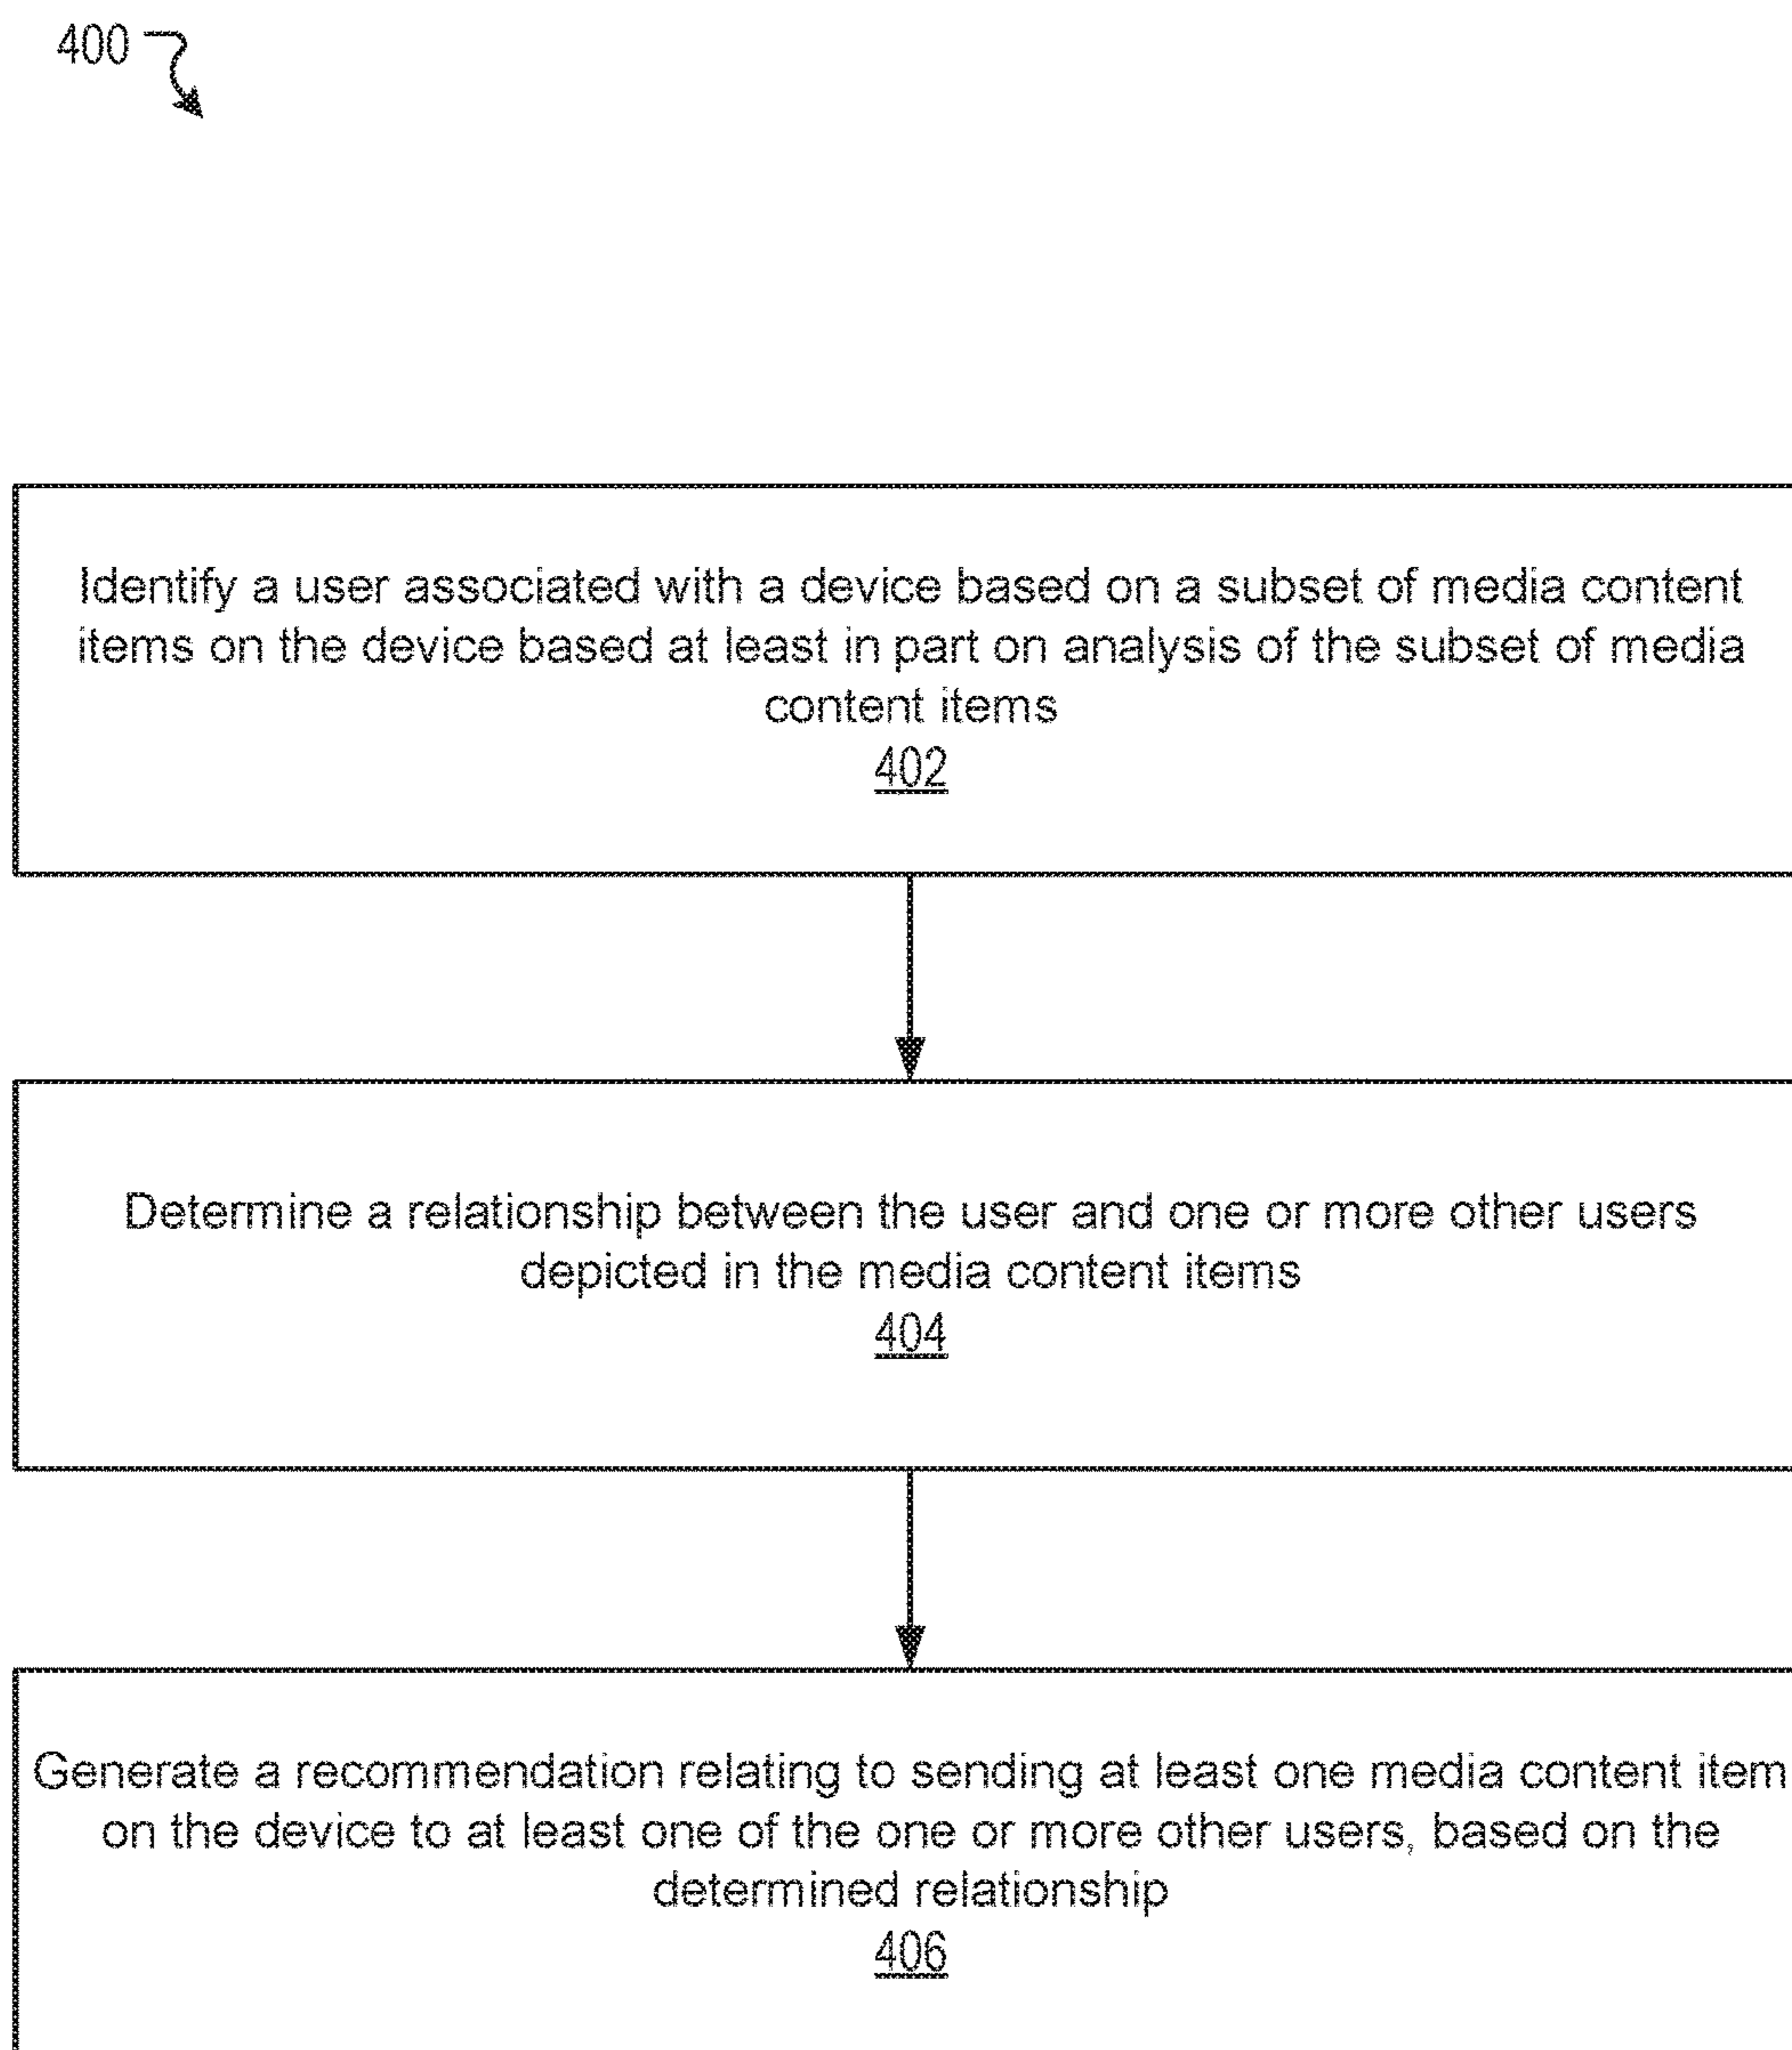 400
Identify a user associated with a device based on a subset of media content
items on the device based at least in part on analysis of the subset of media
content items
402
Determine a relationship between the user and one or more other users
depicted in the media content items
404
Generate a recommendation relating to sending at least one media content item
on the device to at least one of the one or more other users, based on the
determined relationship
406